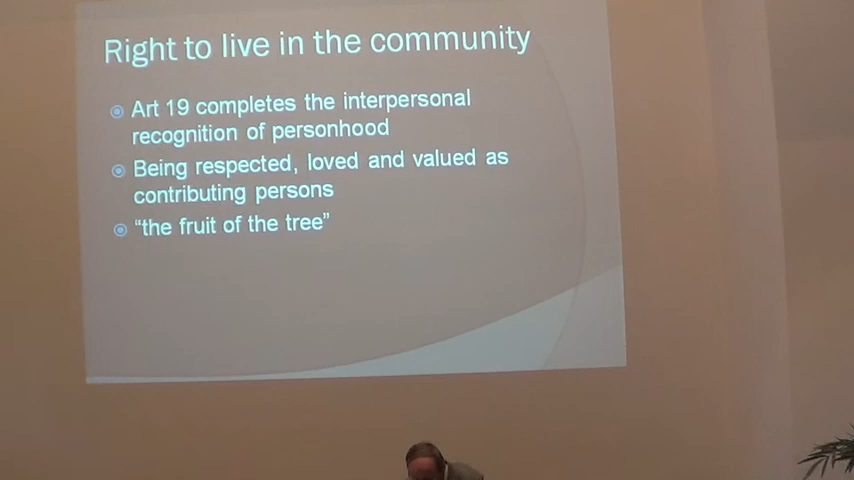 Right to live in the community
Art 19 completes the interpersonal
recognition of personhood
Being respected, loved and valued as
contributing persons
“the fruit of the tree”